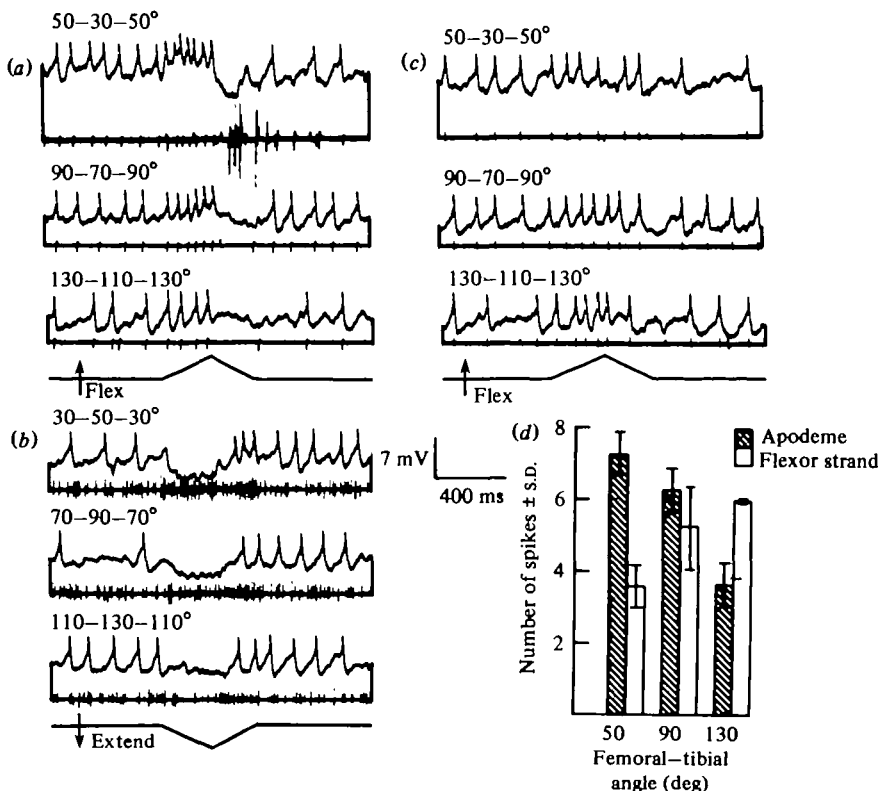 (a)
50–30–50°
90–70–90°
130–110–130°
Flex
(b)
30–50–30°
70–90–70°
110–130–110°
Extend
7 mV
400 ms
(c)
50–30–50°
90–70–90°
130–110–130°
Flex
(d)
Apodeme
Flexor strand
Number of spikes ± S.D.
8
6
4
2
50 90 130
Femoral–tibial
angle (deg)